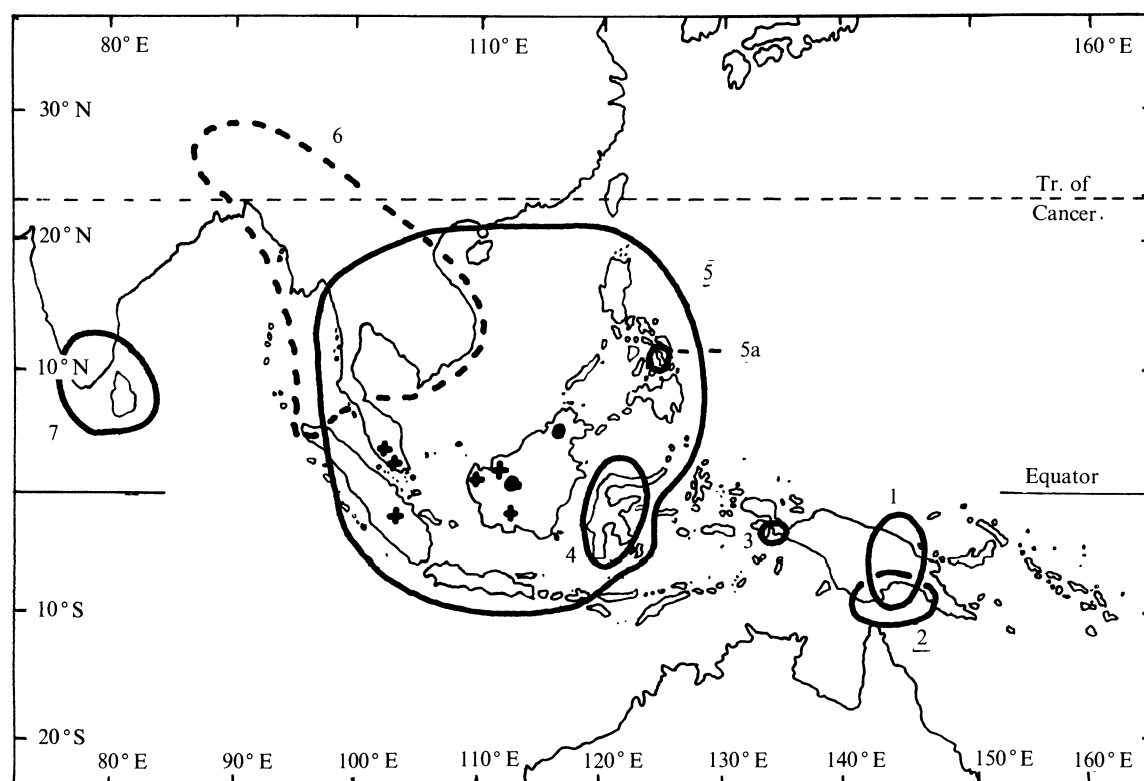 80° E 110° E 160° E
30° N
6
Tr. of
Cancer.
20° N
5
5a
10° N
7
Equator
1
3
4
10° S
2
20° S
80° E 90° E 100° E 110° E 120° E 130° E 140° E 150° E 160° E